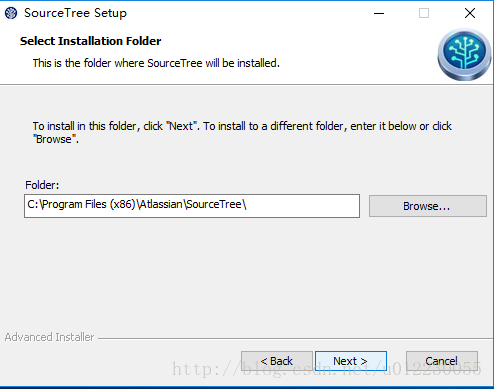 SourceTree Setup
Select Installation Folder
This is the folder where SourceTree will be installed.
To install in this folder, click "Next". To install to a different folder, enter it below or click
"Browse".
Folder:
C:\Program Files (x86)\Atlassian\SourceTree\
Browse...
Advanced Installer
< Back
Next >
Cancel
http://blog.csdn.net/u012230055